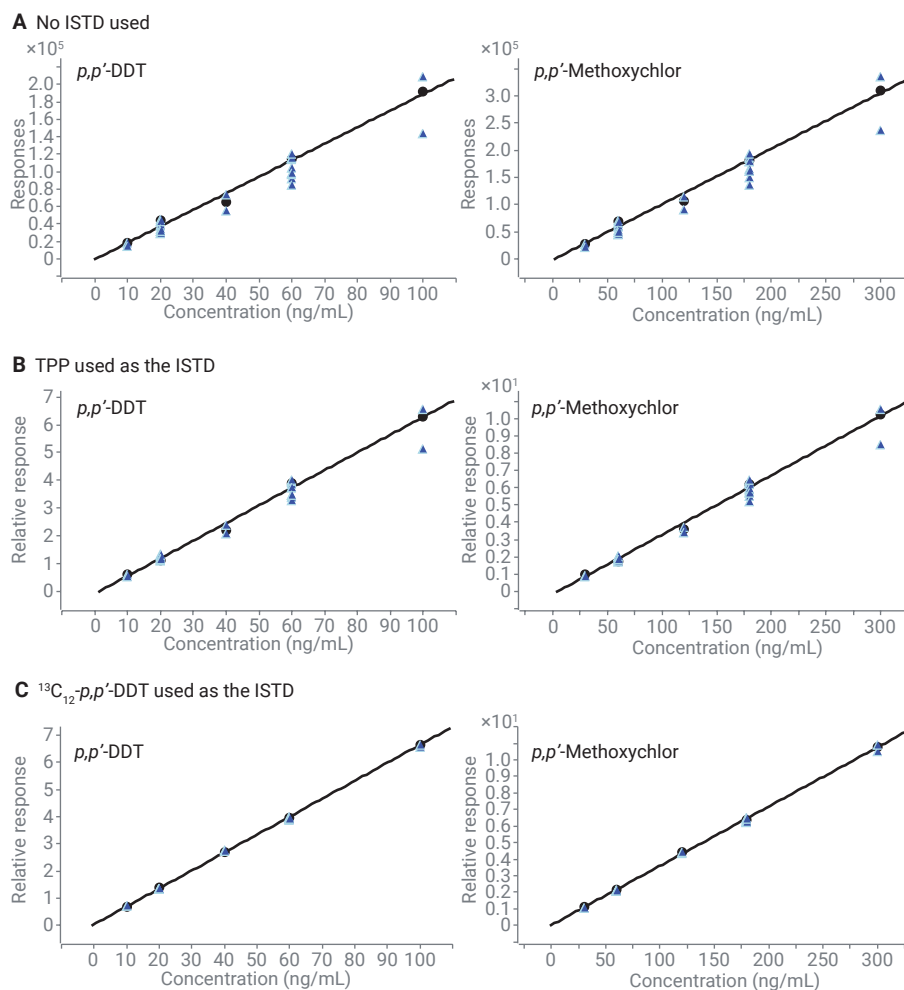 A No ISTD used
×10⁵
p,p′-DDT
Responses
2.0
1.8
1.6
1.4
1.2
1.0
0.8
0.6
0.4
0.2
0
0 10 20 30 40 50 60 70 80 90 100
Concentration (ng/mL)
×10⁵
p,p′-Methoxychlor
Responses
3.0
2.5
2.0
1.5
1.0
0.5
0
0 50 100 150 200 250 300
Concentration (ng/mL)
B TPP used as the ISTD
p,p′-DDT
Relative response
7
6
5
4
3
2
1
0
0 10 20 30 40 50 60 70 80 90 100
Concentration (ng/mL)
×10¹
p,p′-Methoxychlor
Relative response
1.0
0.9
0.8
0.7
0.6
0.5
0.4
0.3
0.2
0.1
0
0 50 100 150 200 250 300
Concentration (ng/mL)
C ¹³C₁₂-p,p′-DDT used as the ISTD
p,p′-DDT
Relative response
7
6
5
4
3
2
1
0
0 10 20 30 40 50 60 70 80 90 100
Concentration (ng/mL)
×10¹
p,p′-Methoxychlor
Relative response
1.0
0.9
0.8
0.7
0.6
0.5
0.4
0.3
0.2
0.1
0
0 50 100 150 200 250 300
Concentration (ng/mL)